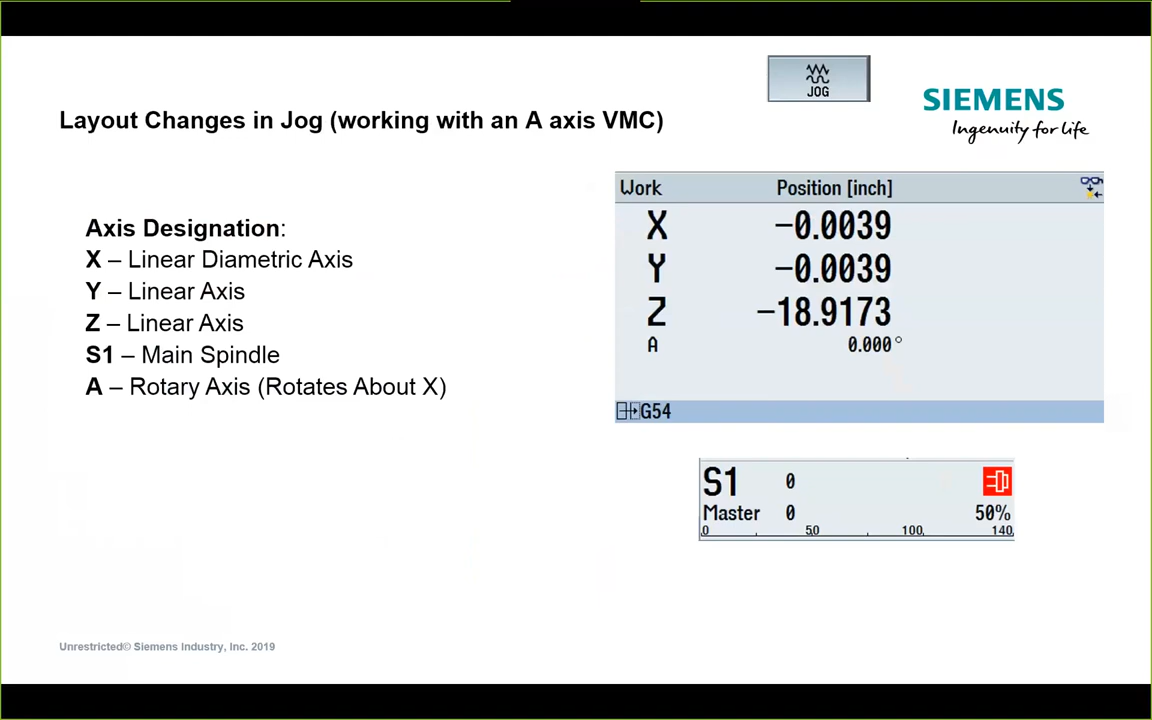 JOG
SIEMENS
Ingenuity for life
Layout Changes in Jog (working with an A axis VMC)
Axis Designation:
X – Linear Diametric Axis
Y – Linear Axis
Z – Linear Axis
S1 – Main Spindle
A – Rotary Axis (Rotates About X)
Work Position [inch]
X -0.0039
Y -0.0039
Z -18.9173
A 0.000°
G54
S1 0
Master 0 50%
0 50 100 140
Unrestricted© Siemens Industry, Inc. 2019